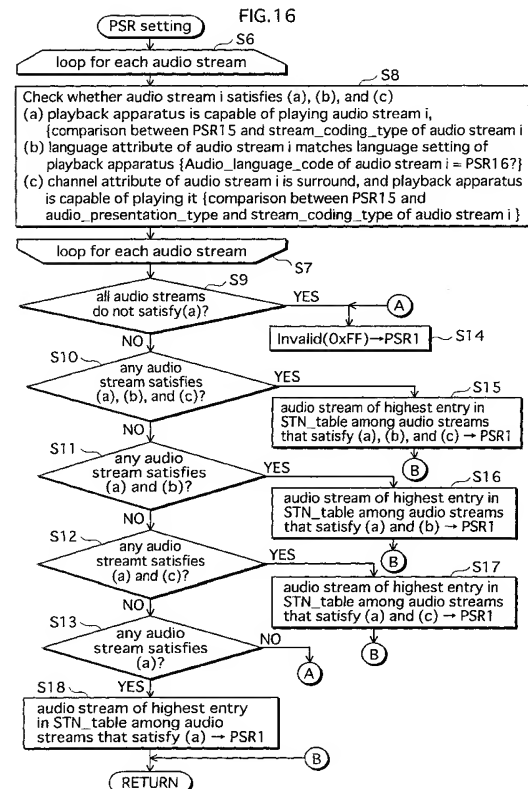 FIG.16
PSR setting
S6
loop for each audio stream
S8
Check whether audio stream i satisfies (a), (b), and (c)
(a) playback apparatus is capable of playing audio stream i,
{comparison between PSR15 and stream_coding_type of audio stream i
(b) language attribute of audio stream i matches language setting of
playback apparatus {Audio_language_code of audio stream i = PSR16?}
(c) channel attribute of audio stream i is surround, and playback apparatus
is capable of playing it {comparison between PSR15 and
audio_presentation_type and stream_coding_type of audio stream i }
loop for each audio stream
S7
S9
all audio streams
do not satisfy(a)?
YES
A
Invalid(0xFF)→PSR1
S14
NO
S10
any audio
stream satisfies
(a), (b), and (c)?
YES
S15
audio stream of highest entry in
STN_table among audio streams
that satisfy (a), (b), and (c) → PSR1
B
NO
S11
any audio
stream satisfies
(a) and (b)?
YES
S16
audio stream of highest entry in
STN_table among audio streams
that satisfy (a) and (b) → PSR1
B
NO
S12
any audio
streamt satisfies
(a) and (c)?
YES
S17
audio stream of highest entry in
STN_table among audio streams
that satisfy (a) and (c) → PSR1
B
NO
S13
any audio
stream satisfies
(a)?
NO
A
YES
S18
audio stream of highest entry
in STN_table among audio
streams that satisfy (a) → PSR1
B
RETURN